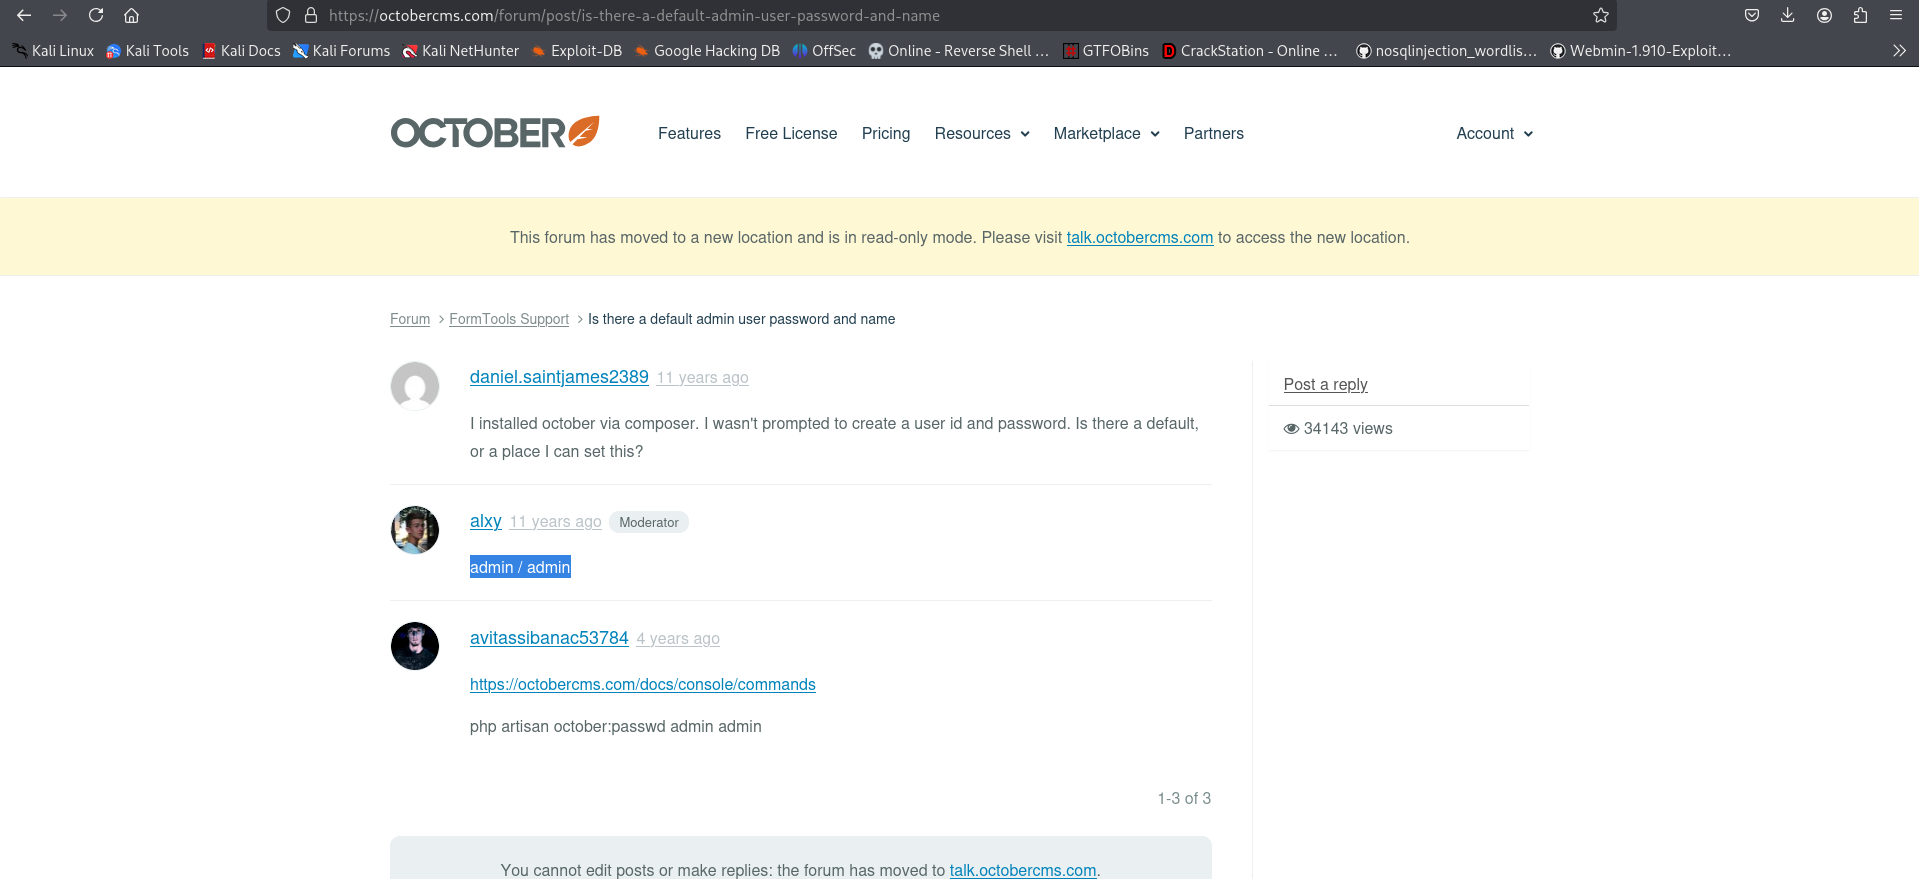 https://octobercms.com/forum/post/is-there-a-default-admin-user-password-and-name
Kali Linux Kali Tools Kali Docs Kali Forums Kali NetHunter Exploit-DB Google Hacking DB OffSec Online - Reverse Shell … GTFOBins CrackStation - Online … nosqlinjection_wordlis… Webmin-1.910-Exploit…
OCTOBER Features Free License Pricing Resources Marketplace Partners Account
This forum has moved to a new location and is in read-only mode. Please visit talk.octobercms.com to access the new location.
Forum > FormTools Support > Is there a default admin user password and name
daniel.saintjames2389 11 years ago
I installed october via composer. I wasn't prompted to create a user id and password. Is there a default,
or a place I can set this?
alxy 11 years ago Moderator
admin / admin
avitassibanac53784 4 years ago
https://octobercms.com/docs/console/commands
php artisan october:passwd admin admin
1-3 of 3
You cannot edit posts or make replies: the forum has moved to talk.octobercms.com.
Post a reply
34143 views